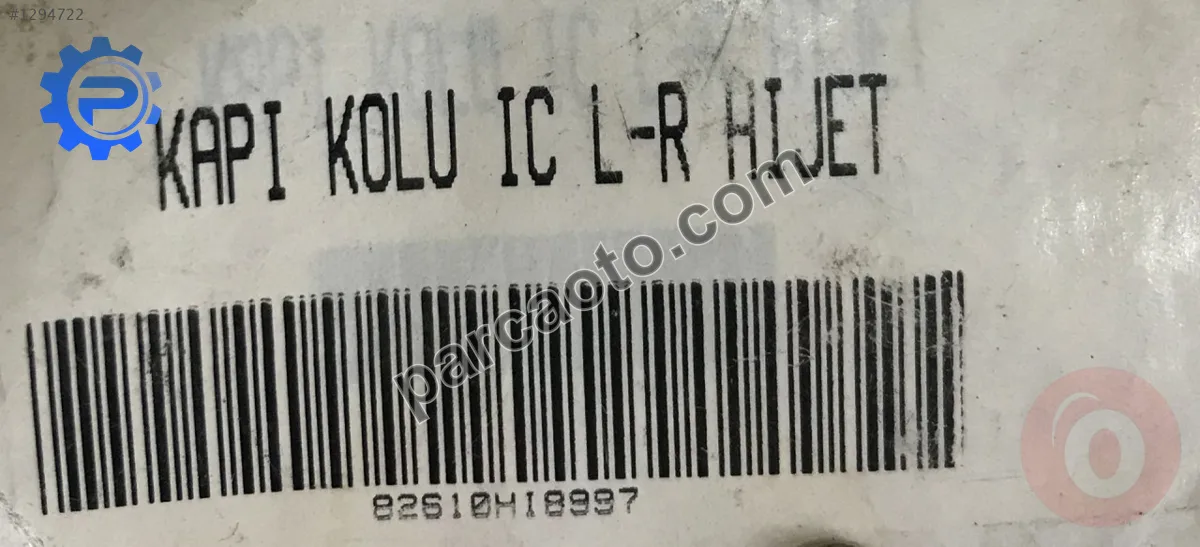 #1294722
KAPI KOLU IC L-R HIJET
parcaoto.com
82610HI8997